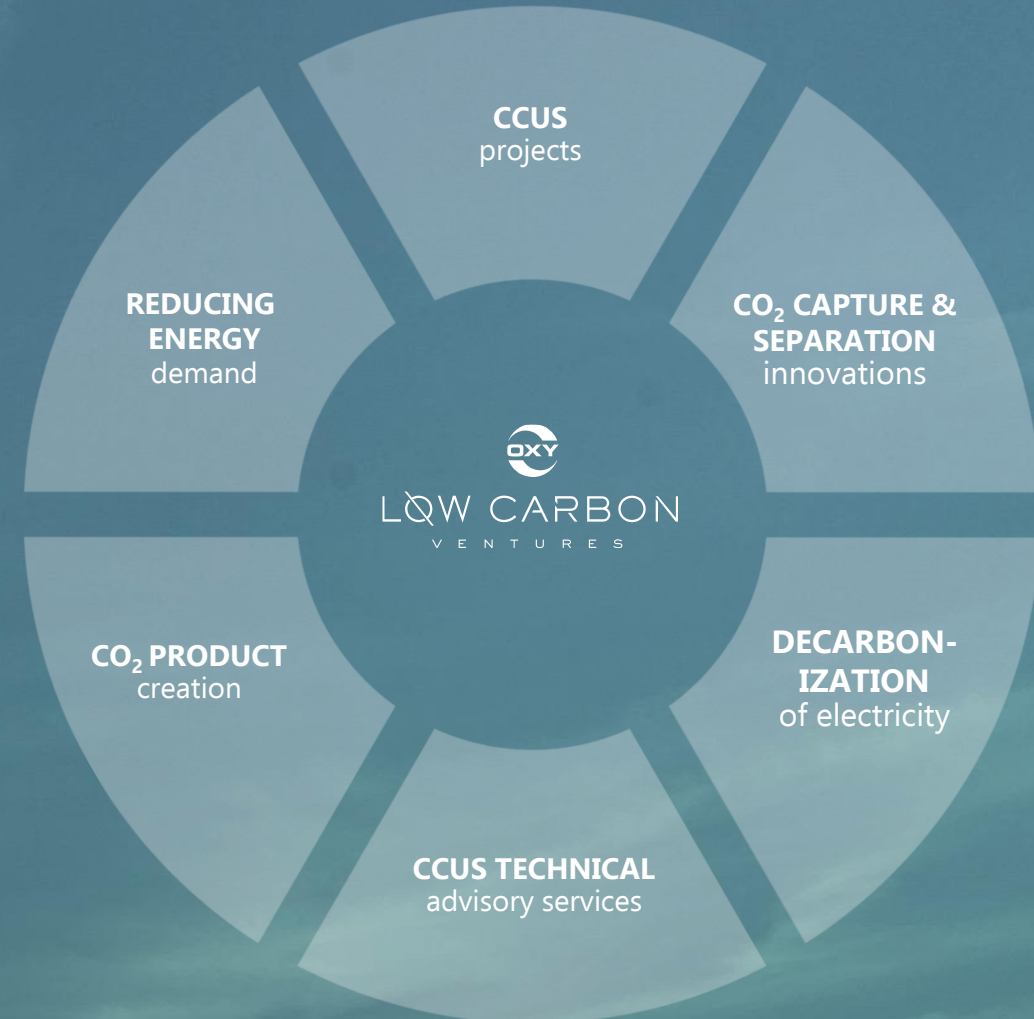 CCUS
projects
REDUCING
ENERGY
demand
CO₂ CAPTURE &
SEPARATION
innovations
OXY
LOW CARBON
VENTURES
CO₂ PRODUCT
creation
DECARBON-
IZATION
of electricity
CCUS TECHNICAL
advisory services